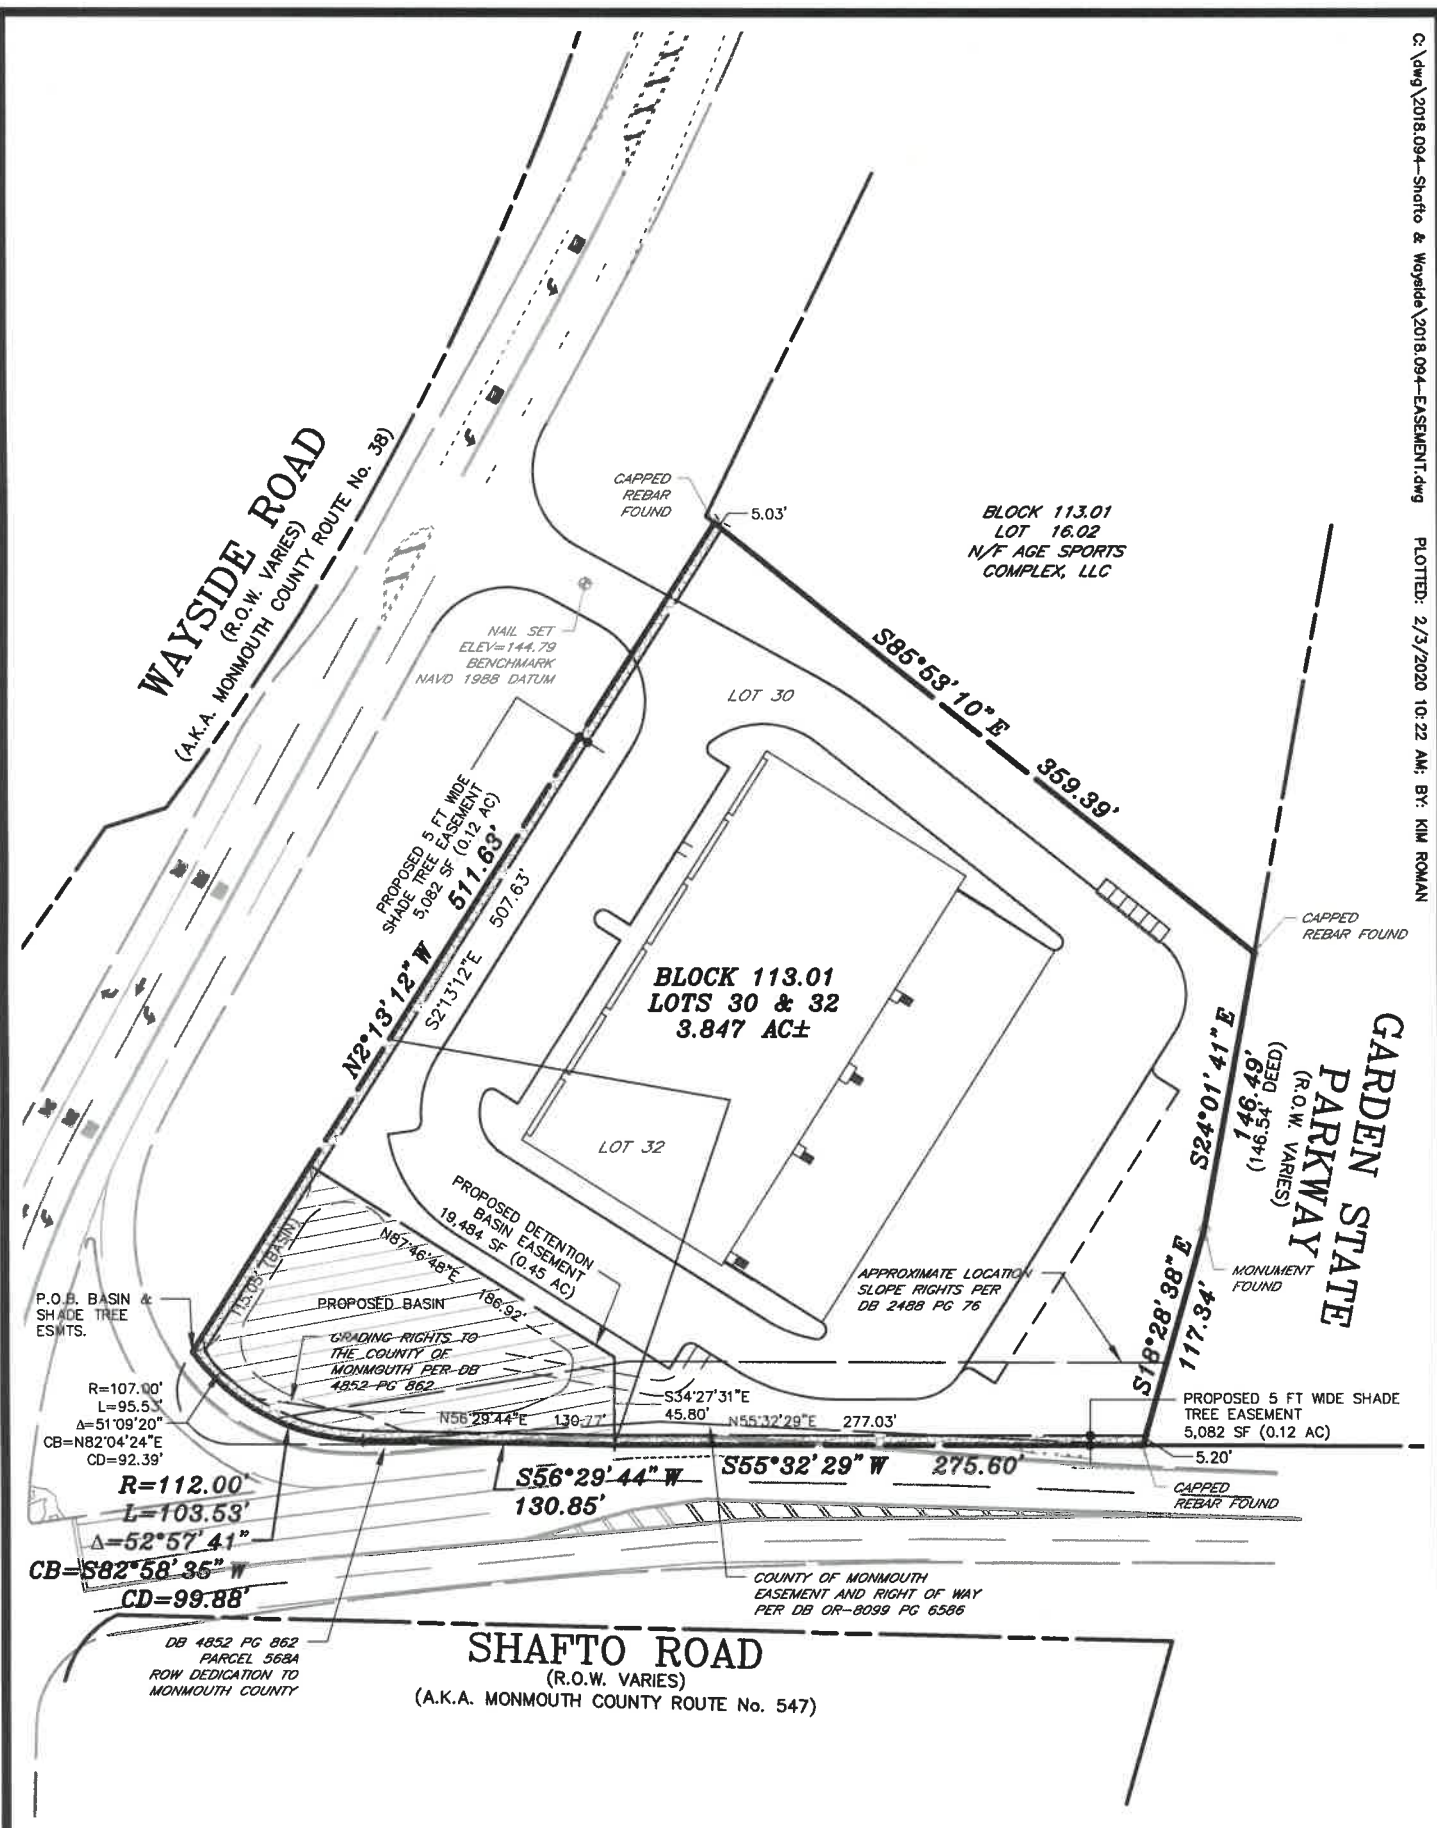 C:\dwg\2018.094-Shafto & Wayside\2018.094-EASEMENT.dwg PLOTTED: 2/3/2020 10:22 AM; BY: KIM ROMAN
WAYSIDE ROAD
(R.O.W. VARIES)
(A.K.A. MONMOUTH COUNTY ROUTE No. 38)
CAPPED
REBAR
FOUND
5.03'
BLOCK 113.01
LOT 16.02
N/F AGE SPORTS
COMPLEX, LLC
NAIL SET
ELEV=144.79
BENCHMARK
NAVD 1988 DATUM
S85°53'10"E 359.39'
LOT 30
PROPOSED 5 FT WIDE
SHADE TREE EASEMENT
5,082 SF (0.12 AC)
N2°13'12"W 511.63'
S2°13'12"E 507.63'
CAPPED
REBAR FOUND
BLOCK 113.01
LOTS 30 & 32
3.847 AC±
GARDEN STATE
PARKWAY
(R.O.W. VARIES)
S24°01'41"E
146.49'
(146.54' DEED)
LOT 32
PROPOSED DETENTION
BASIN EASEMENT
19,484 SF (0.45 AC)
N87°46'48"E 186.92'
115.05' (BASIN)
MONUMENT
FOUND
APPROXIMATE LOCATION
SLOPE RIGHTS PER
DB 2488 PG 76
S18°28'38"E
117.34'
P.O.B. BASIN &
SHADE TREE
ESMTS.
PROPOSED BASIN
GRADING RIGHTS TO
THE COUNTY OF
MONMOUTH PER DB
4852 PG 862
R=107.00'
L=95.53'
Δ=51°09'20"
CB=N82°04'24"E
CD=92.39'
S34°27'31"E
45.80'
N56°29'44"E 130.77'
N55°32'29"E 277.03'
PROPOSED 5 FT WIDE SHADE
TREE EASEMENT
5,082 SF (0.12 AC)
5.20'
CAPPED
REBAR FOUND
R=112.00'
L=103.53'
Δ=52°57'41"
CB=S82°58'35"W
CD=99.88'
S56°29'44"W
130.85'
S55°32'29"W 275.60'
COUNTY OF MONMOUTH
EASEMENT AND RIGHT OF WAY
PER DB OR-8099 PG 6586
DB 4852 PG 862
PARCEL 568A
ROW DEDICATION TO
MONMOUTH COUNTY
SHAFTO ROAD
(R.O.W. VARIES)
(A.K.A. MONMOUTH COUNTY ROUTE No. 547)